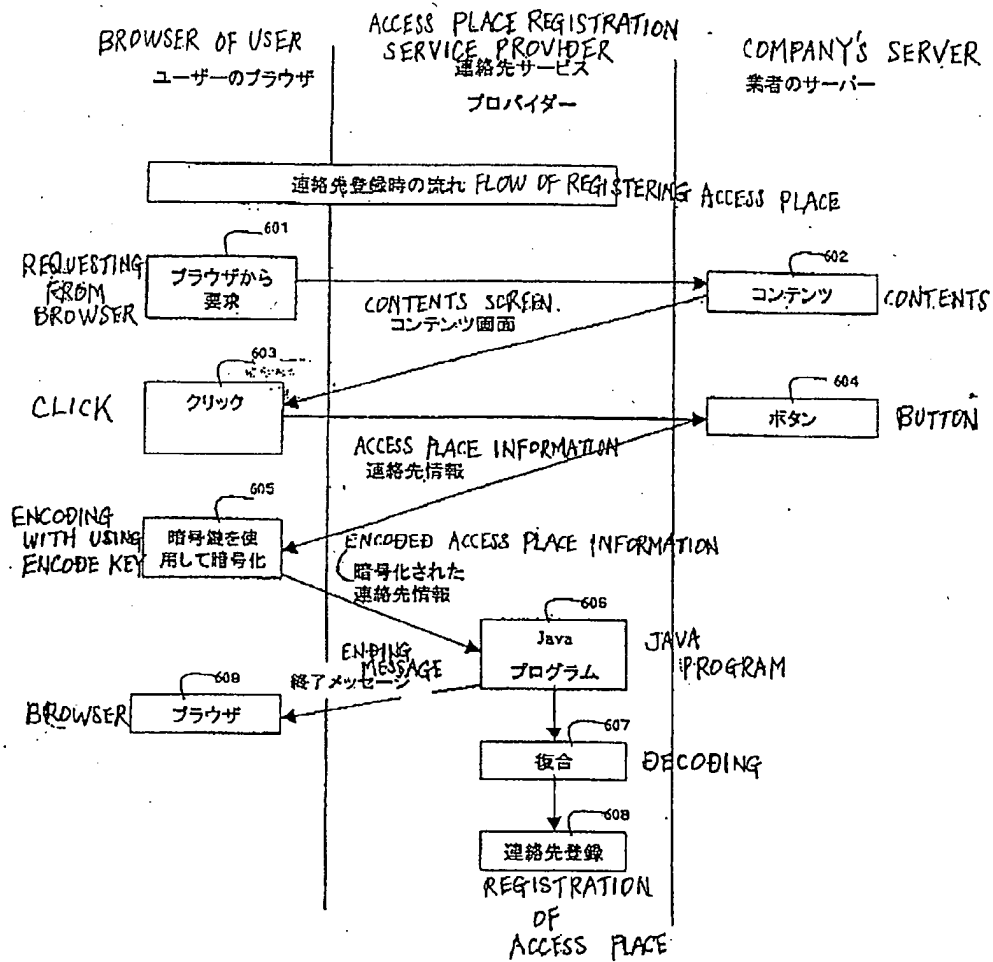 BROWSER OF USER
ユーザーのブラウザ
ACCESS PLACE REGISTRATION
SERVICE PROVIDER
連絡先サービス
プロバイダー
COMPANY'S SERVER
業者のサーバー
連絡先登録時の流れ FLOW OF REGISTERING ACCESS PLACE
601
REQUESTING
FROM
BROWSER
ブラウザから
要求
602
コンテンツ
CONTENTS
CONTENTS SCREEN.
コンテンツ画面
603
CLICK
クリック
604
ボタン
BUTTON
ACCESS PLACE INFORMATION
連絡先情報
605
ENCODING
WITH USING
ENCODE KEY
暗号鍵を使
用して暗号化
ENCODED ACCESS PLACE INFORMATION
暗号化された
連絡先情報
606
Java
プログラム
JAVA
PROGRAM
ENDING
MESSAGE
終了メッセージ
609
BROWSER
ブラウザ
607
復合
DECODING
608
連絡先登録
REGISTRATION
OF
ACCESS PLACE